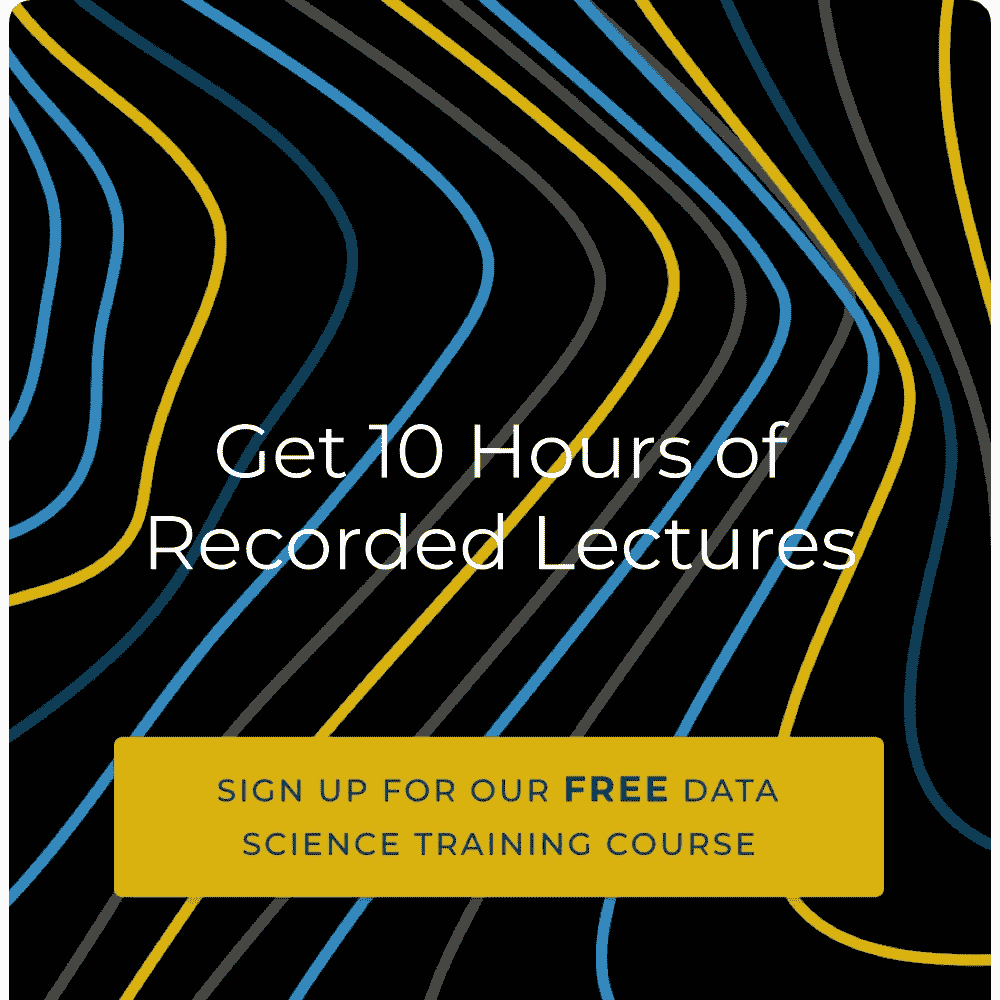 Get 10 Hours of
Recorded Lectures
SIGN UP FOR OUR FREE DATA
SCIENCE TRAINING COURSE